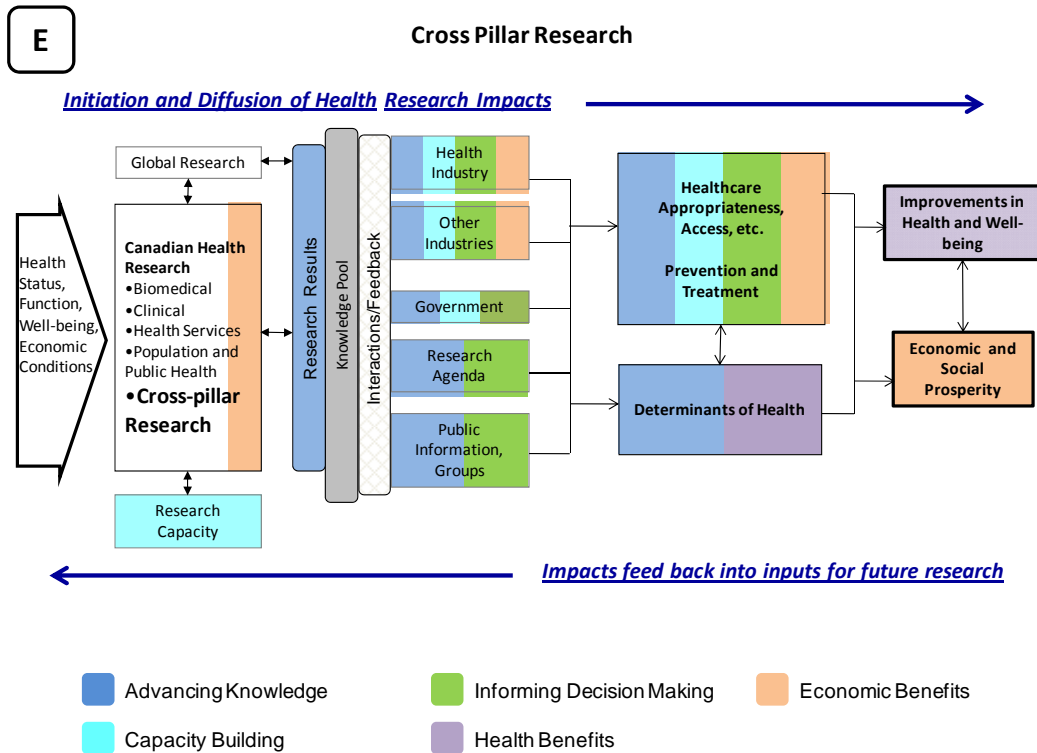 E
Cross Pillar Research
Initiation and Diffusion of Health Research Impacts
Health
Status,
Function,
Well-being,
Economic
Conditions
Global Research
Canadian Health
Research
•Biomedical
•Clinical
•Health Services
•Population and
Public Health
•Cross-pillar
Research
Research
Capacity
Research Results
Knowledge Pool
Interactions/Feedback
Health
Industry
Other
Industries
Government
Research
Agenda
Public
Information,
Groups
Healthcare
Appropriateness,
Access, etc.
Prevention and
Treatment
Determinants of Health
Improvements in
Health and Well-
being
Economic and
Social
Prosperity
Impacts feed back into inputs for future research
Advancing Knowledge
Informing Decision Making
Economic Benefits
Capacity Building
Health Benefits